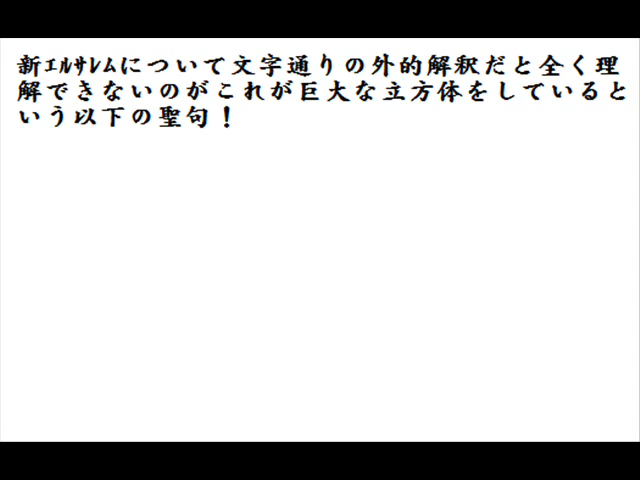 新ｴﾙｻﾚﾑについて文字通りの外的解釈だと全く理
解できないのがこれが巨大な立方体をしていると
いう以下の聖句！